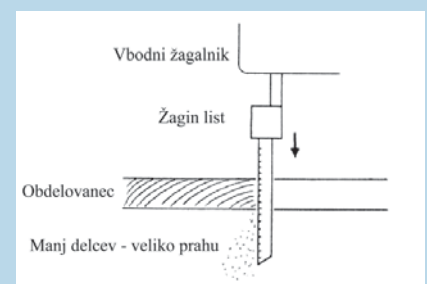 Vbodni žagalnik
Žagin list
Obdelovanec
Manj delcev - veliko prahu